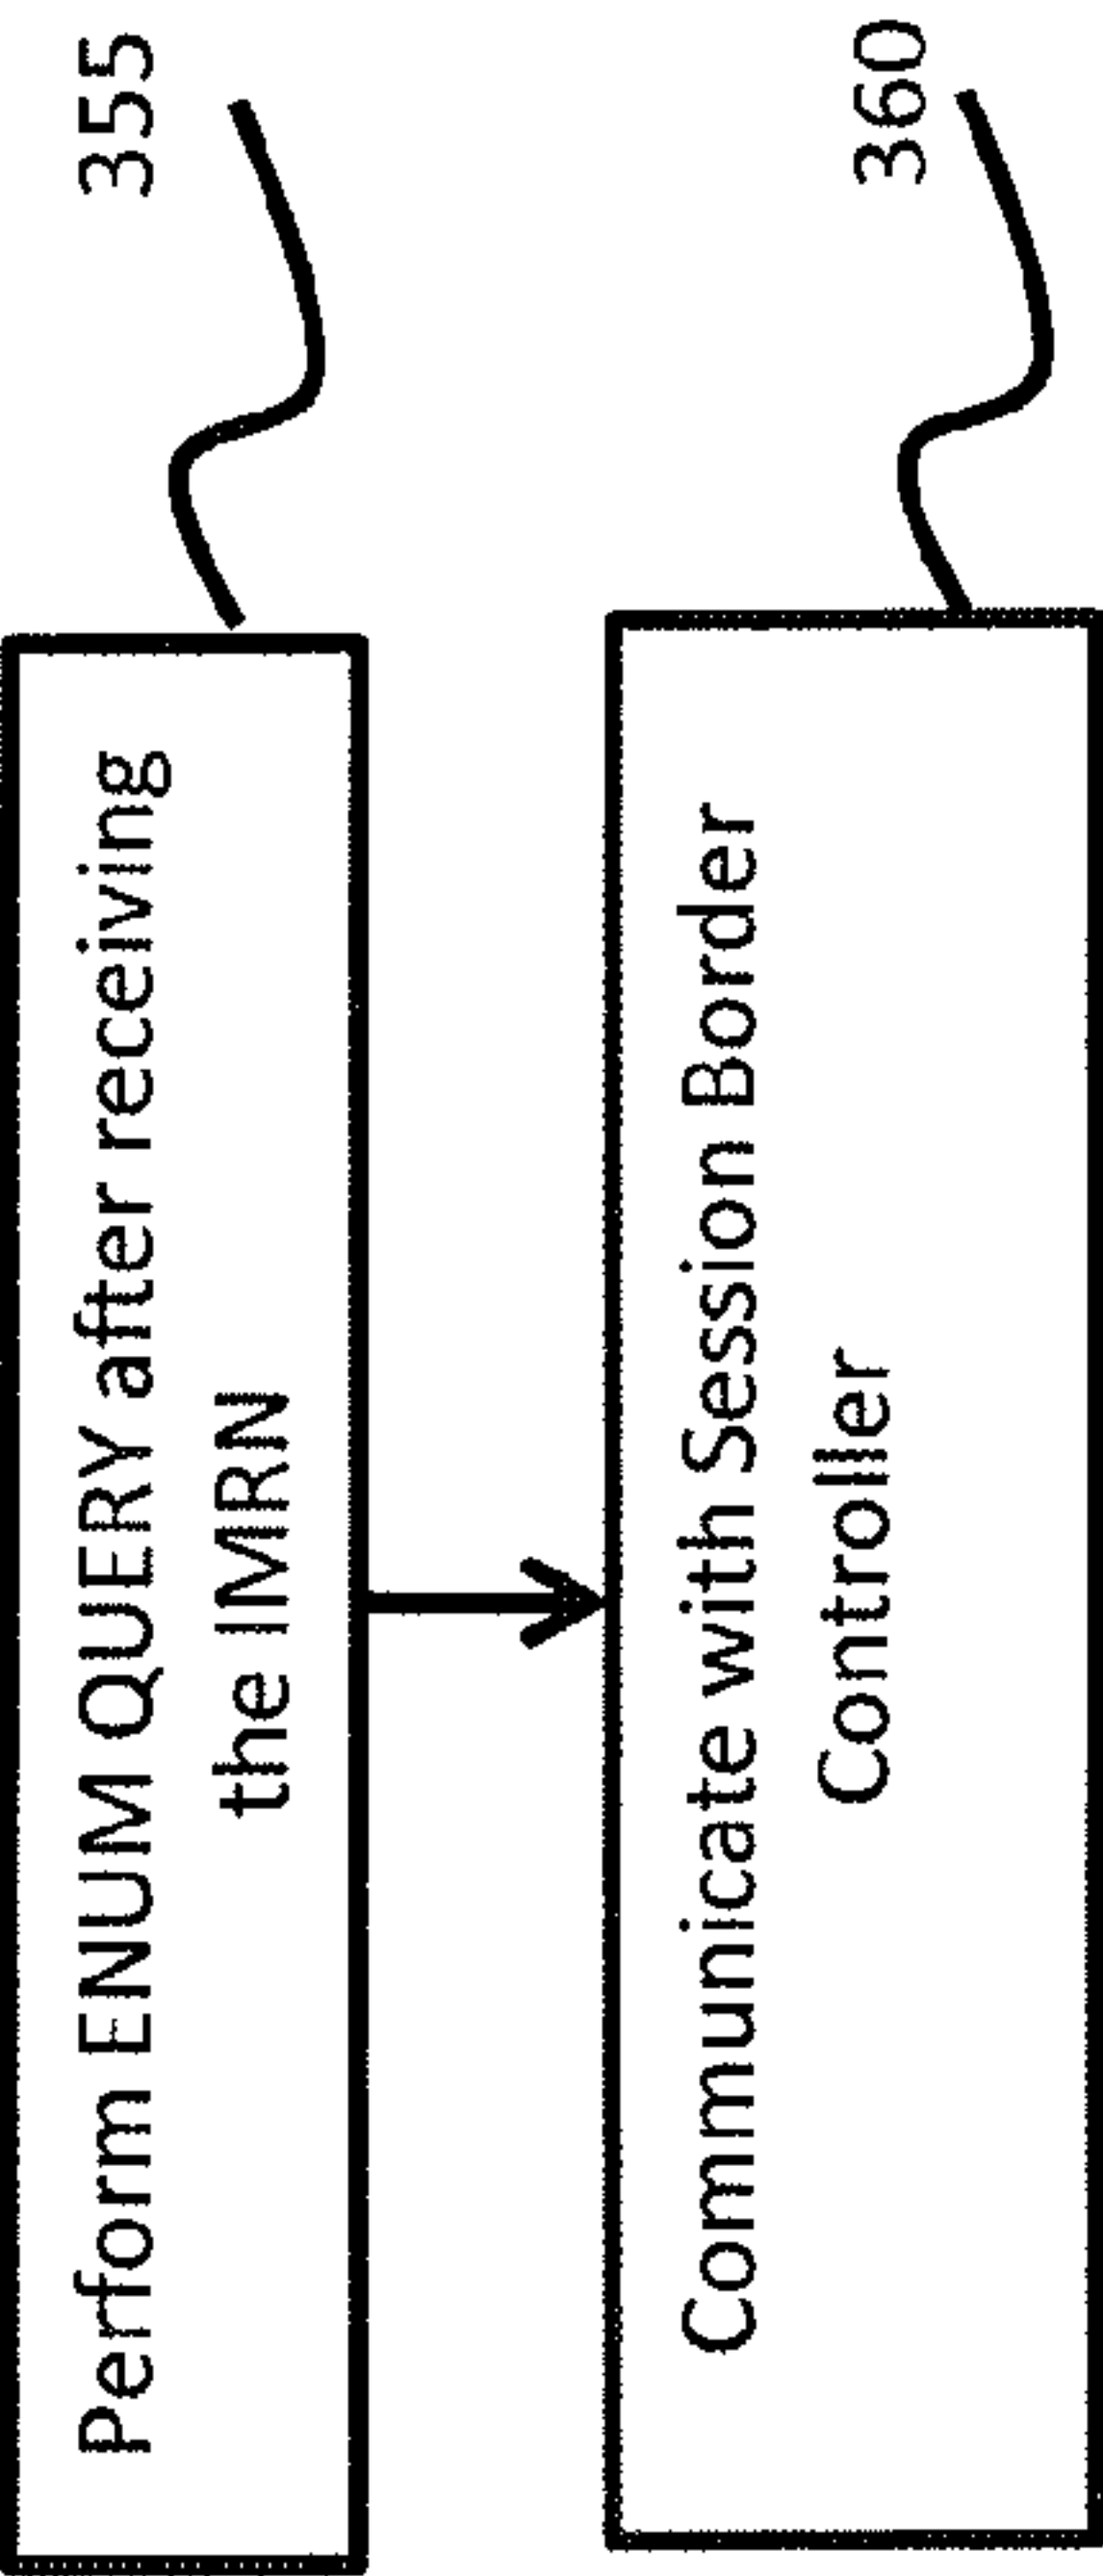 Perform ENUM QUERY after receiving
the IMRN
355
Communicate with Session Border
Controller
360